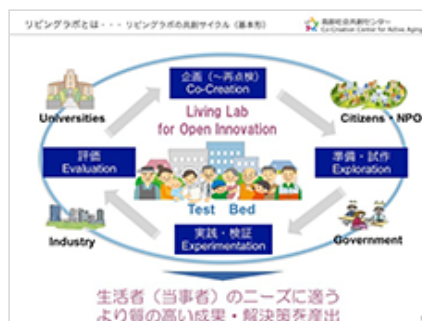 リビングラボとは・・・ リビングラボの共創サイクル（基本形）
高齢社会共創センター
Co-Creation Center for Active Aging
企画（～再点検）
Co-Creation
Universities
Living Lab
for Open Innovation
Citizens・NPO
評価
Evaluation
準備・試作
Exploration
Test Bed
Industry
実践・検証
Experimentation
Government
生活者（当事者）のニーズに適う
より質の高い成果・解決策を産出